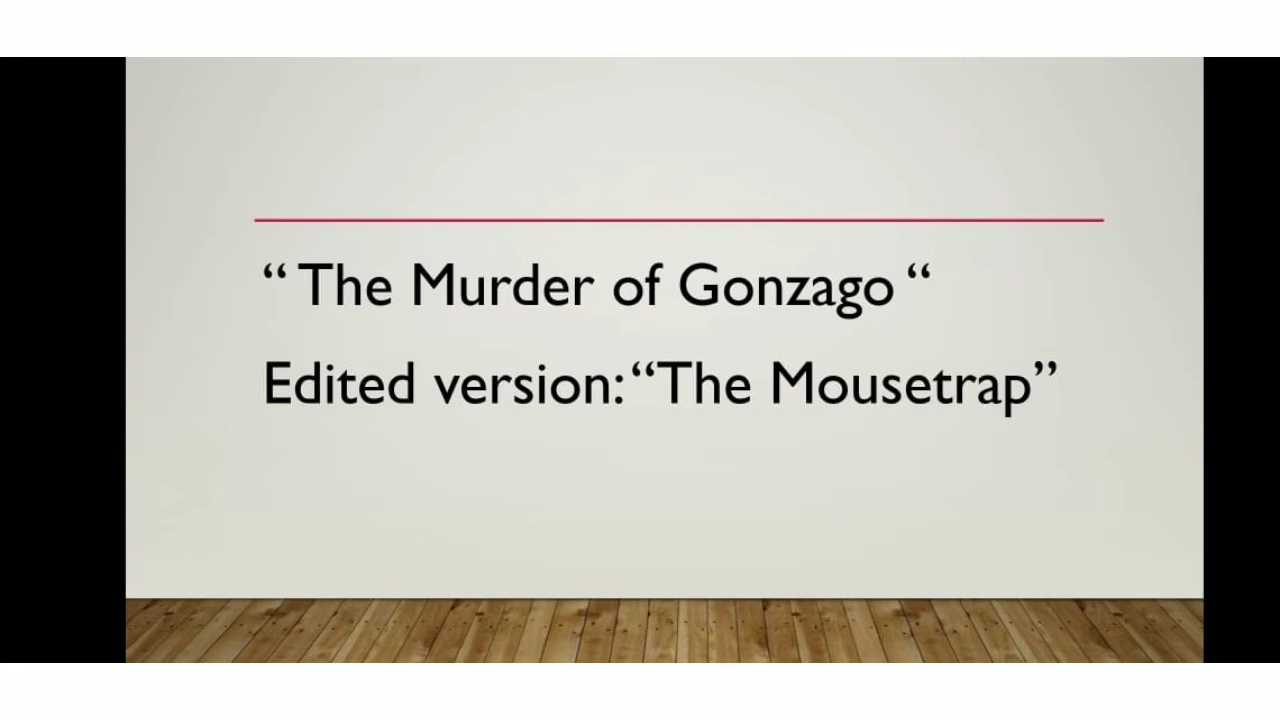 “ The Murder of Gonzago “
Edited version: “The Mousetrap”